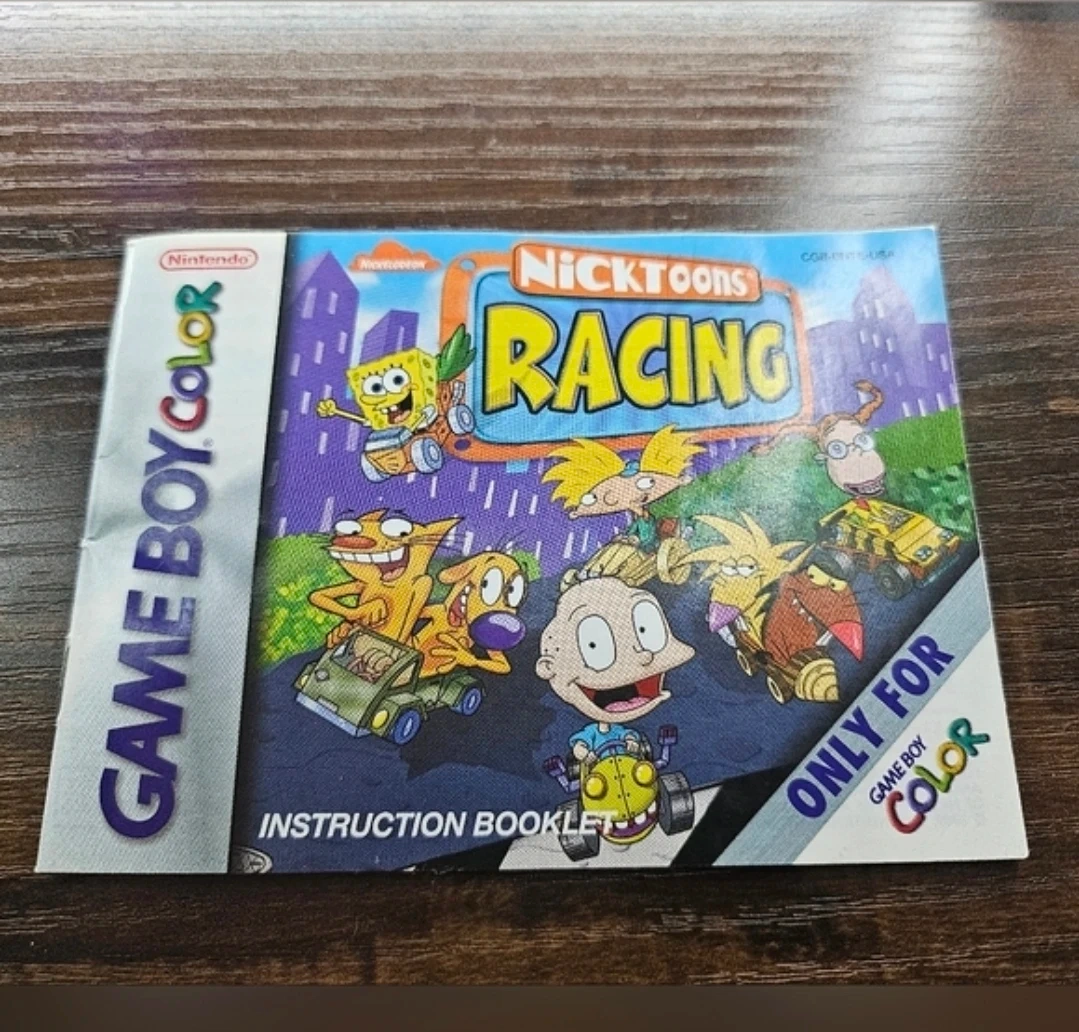 Nintendo
GAME BOY COLOR
NICKELODEON
NICKTOONS
RACING
INSTRUCTION BOOKLET
ONLY FOR
GAME BOY
COLOR